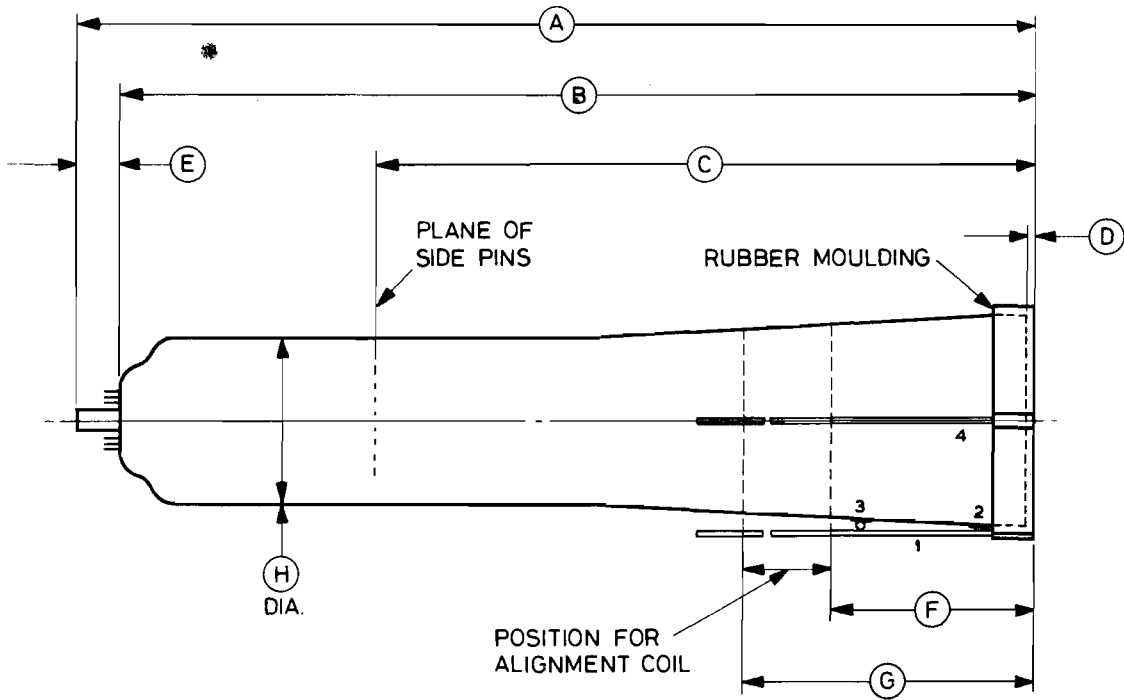 A
B
E
C
D
PLANE OF
SIDE PINS
RUBBER MOULDING
4
3
2
1
H
DIA.
F
POSITION FOR
ALIGNMENT COIL
G